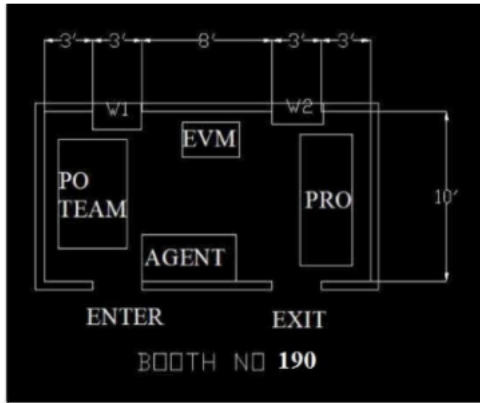 3' 3' 8' 3' 3'
W1 W2
EVM
PO
TEAM
PRO
10'
AGENT
ENTER EXIT
BOOTH NO 190